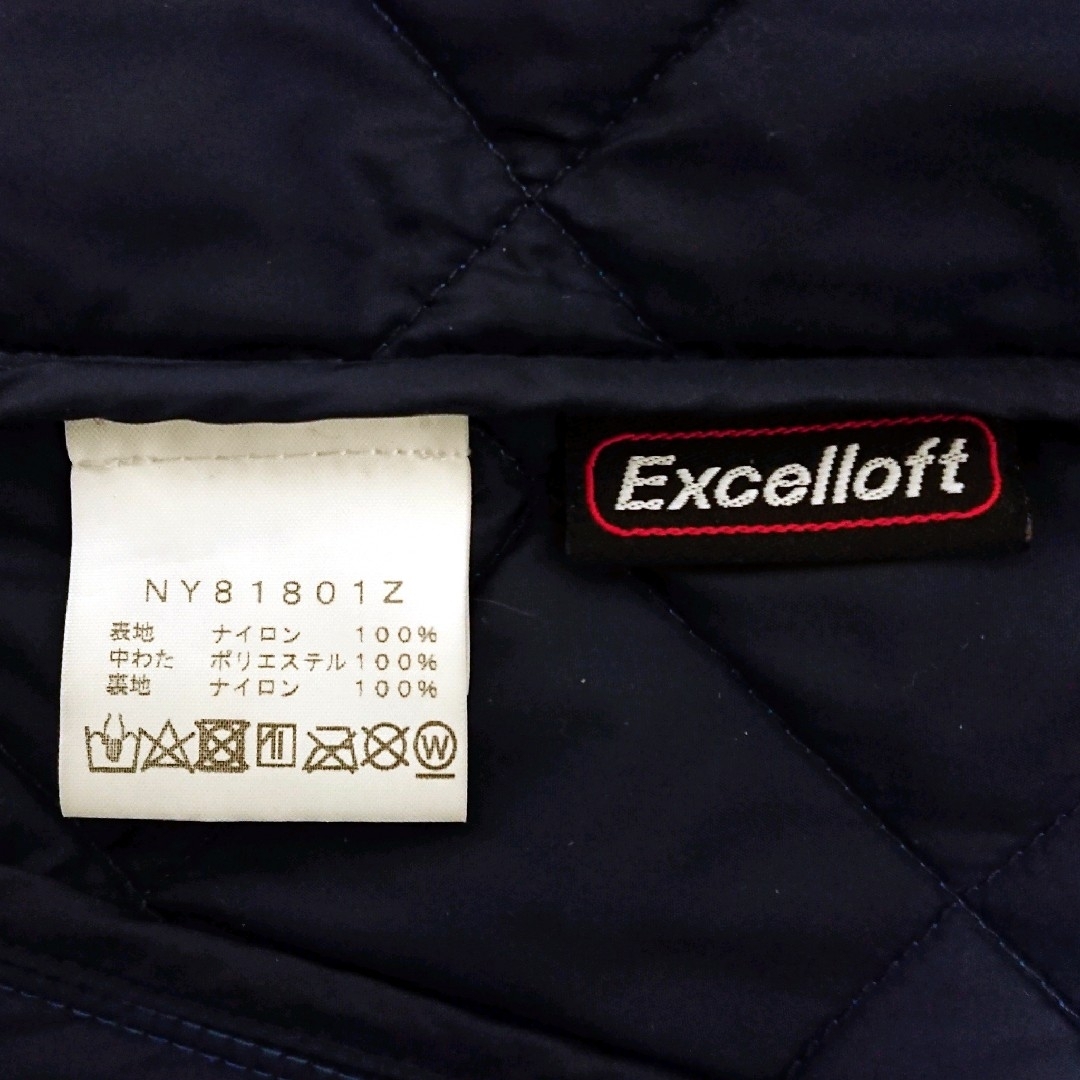 NY81801Z
表地 ナイロン 100%
中わた ポリエステル 100%
裏地 ナイロン 100%
W
Excelloft